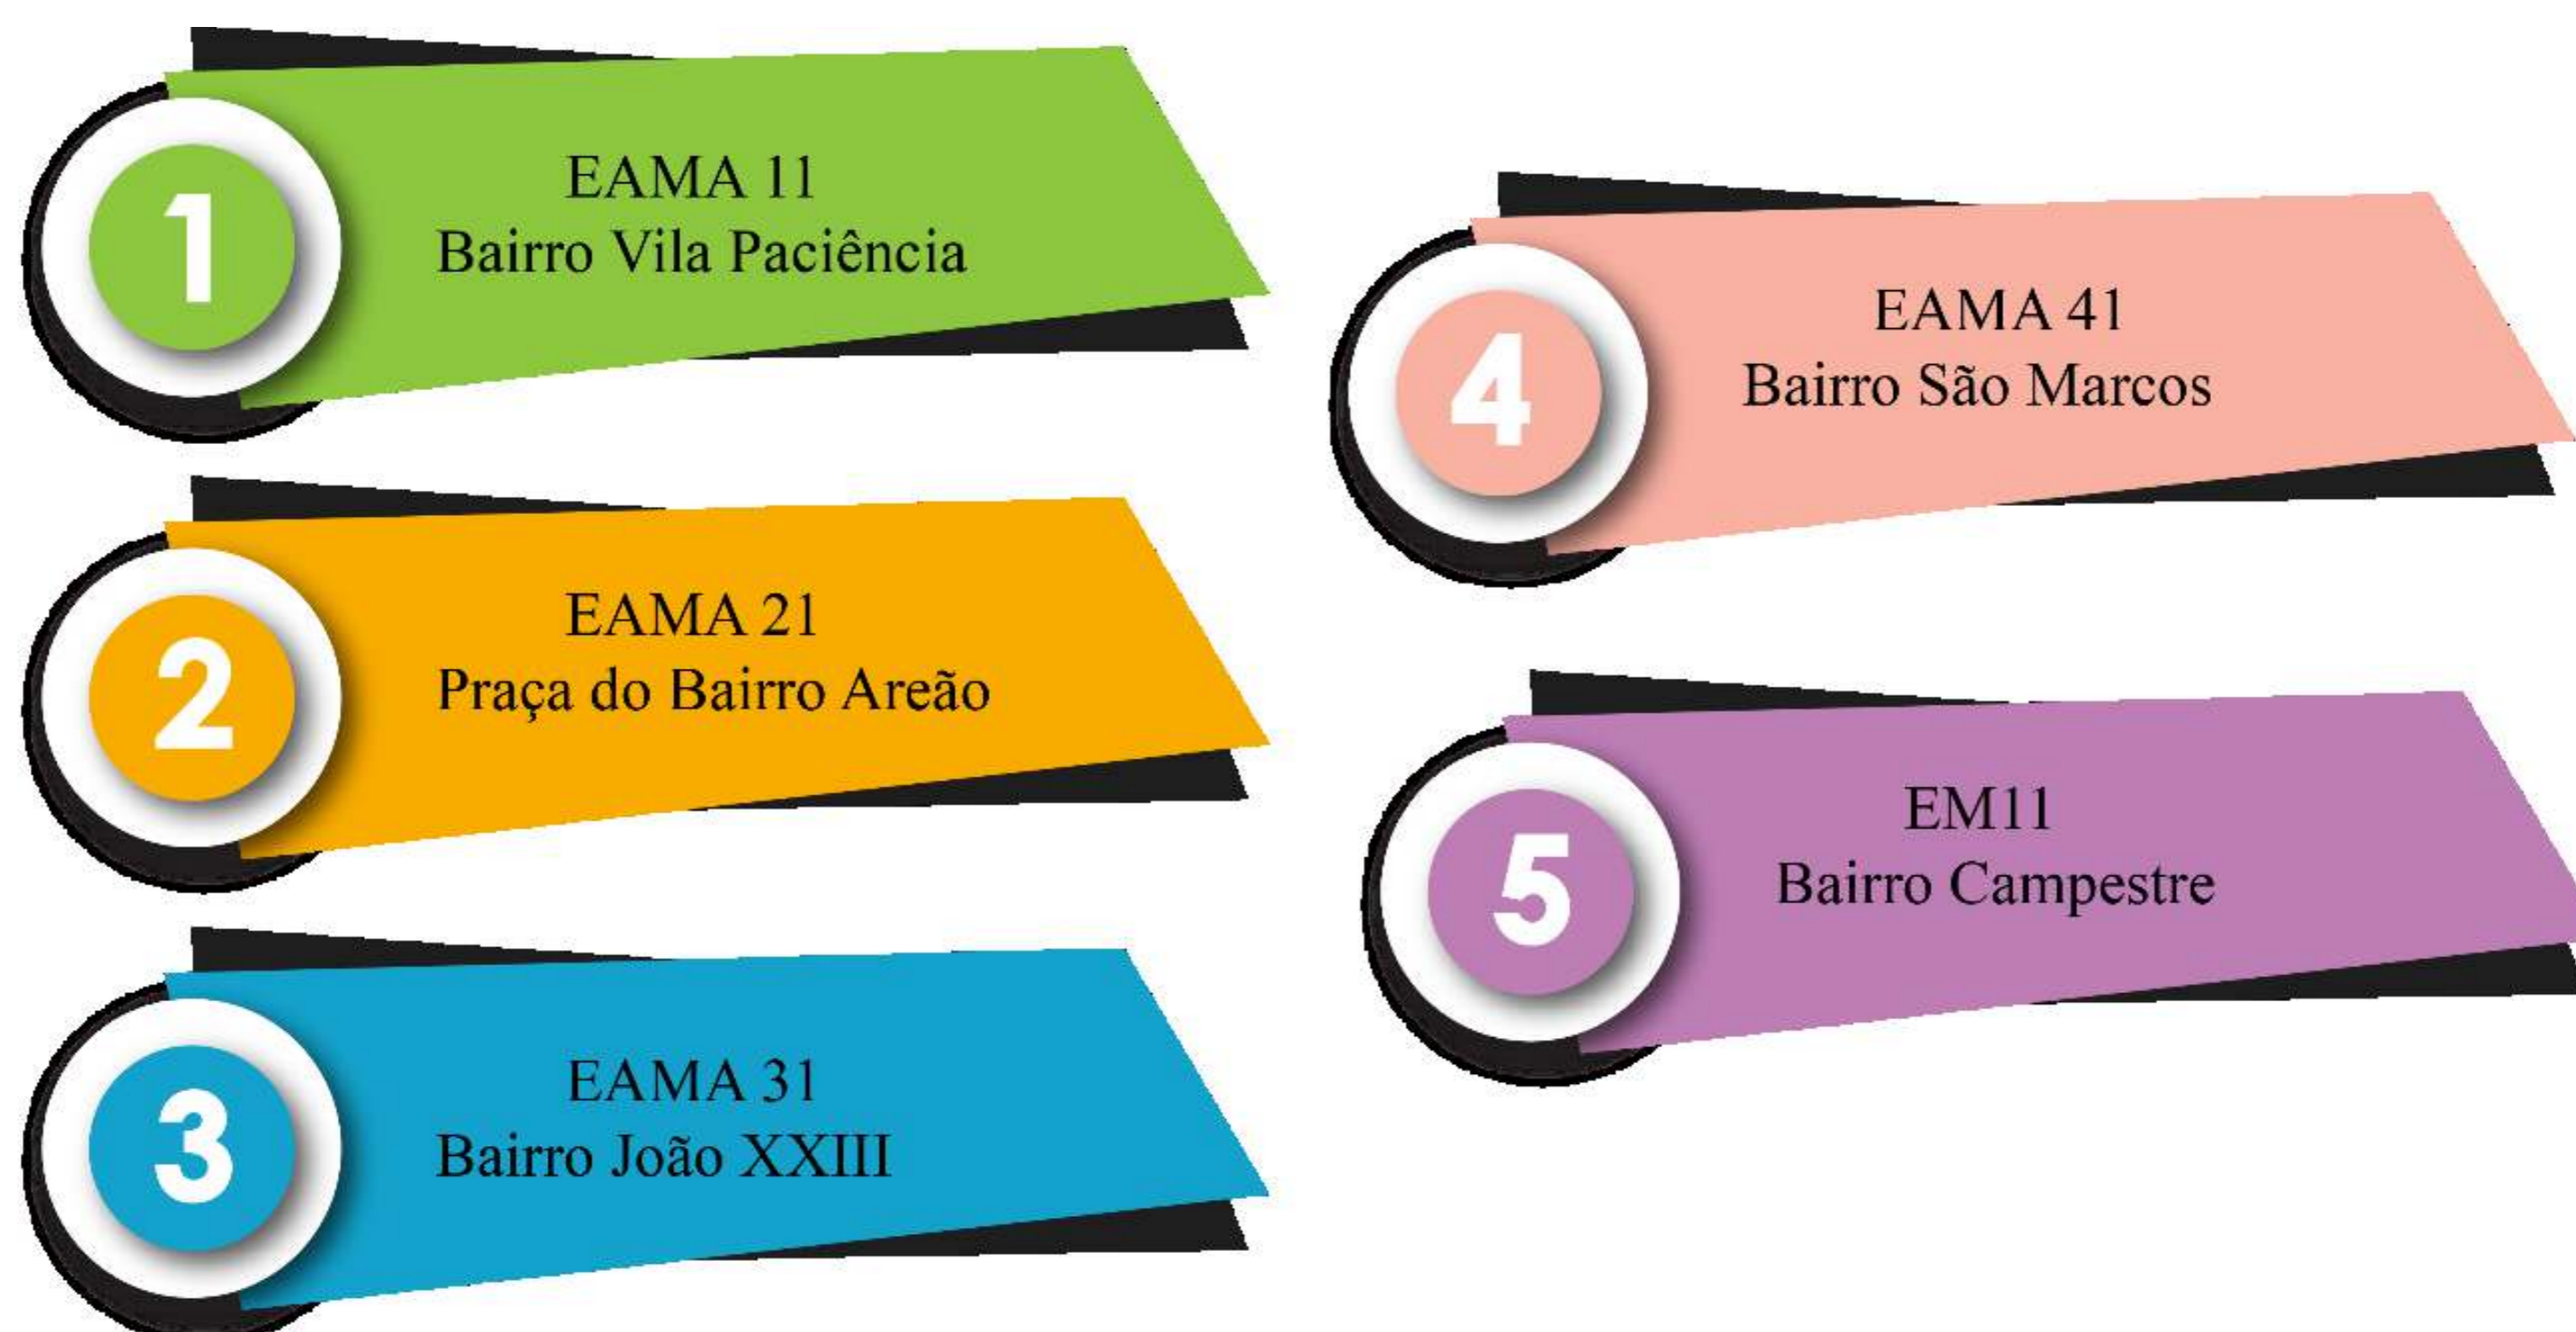 1
EAMA 11
Bairro Vila Paciência
2
EAMA 21
Praça do Bairro Areão
3
EAMA 31
Bairro João XXIII
4
EAMA 41
Bairro São Marcos
5
EM11
Bairro Campestre